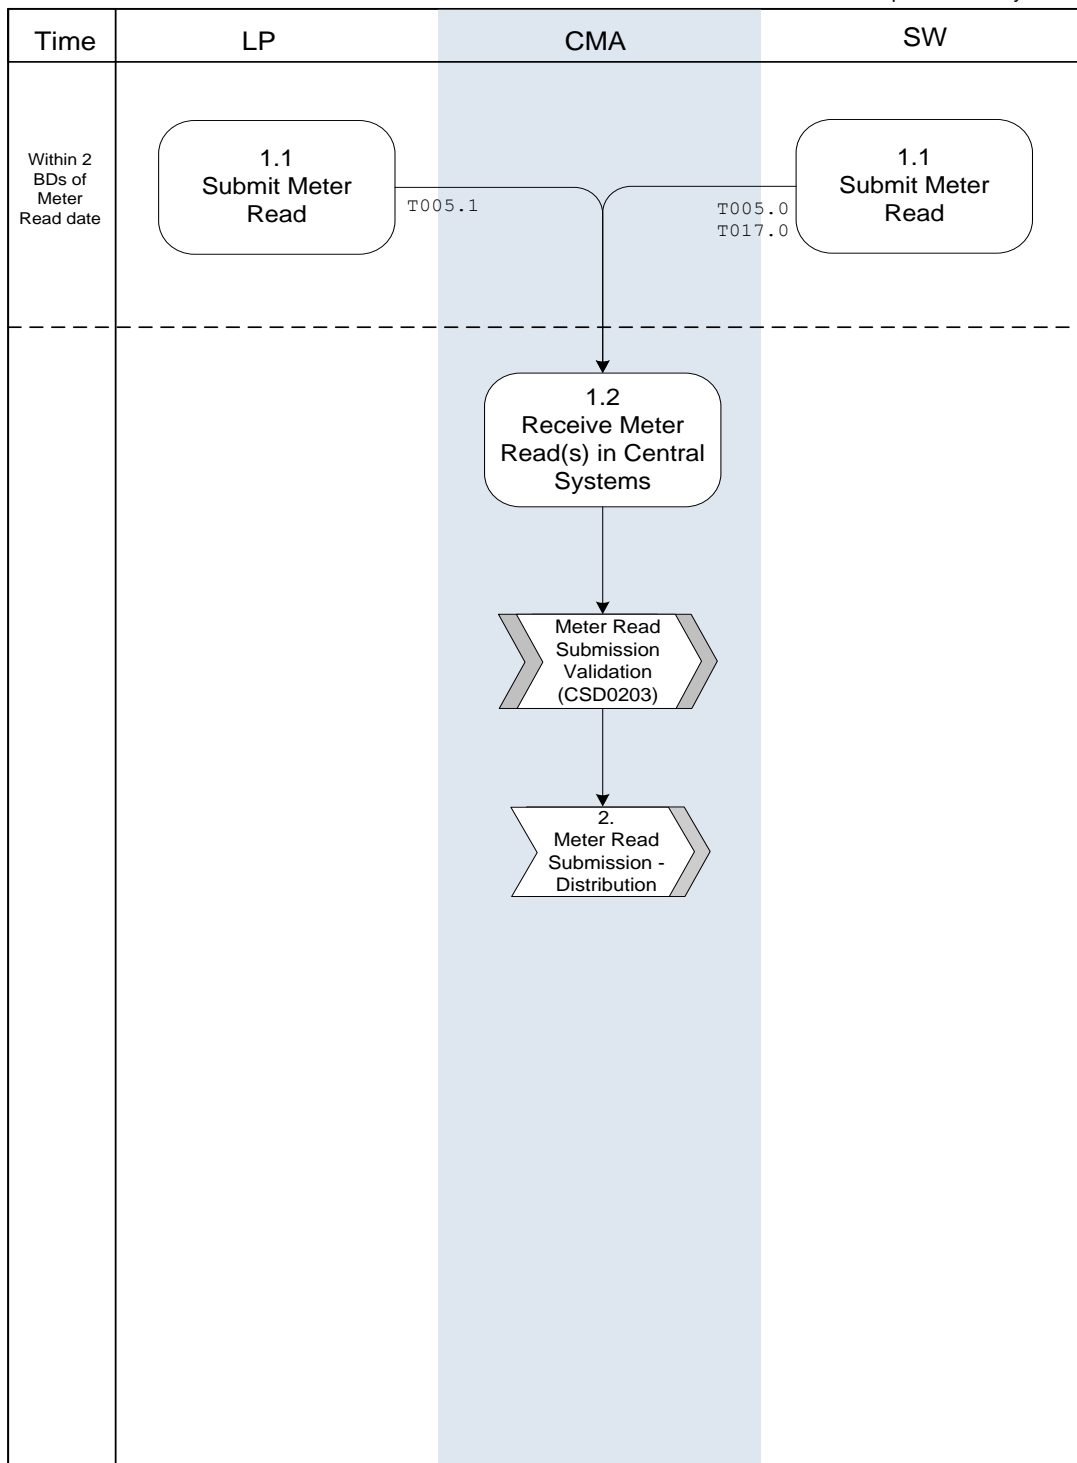 Time
LP
CMA
SW
Within 2
BDs of
Meter
Read date
1.1
Submit Meter
Read
T005.1
T005.0
T017.0
1.1
Submit Meter
Read
1.2
Receive Meter
Read(s) in Central
Systems
Meter Read
Submission
Validation
(CSD0203)
2.
Meter Read
Submission -
Distribution